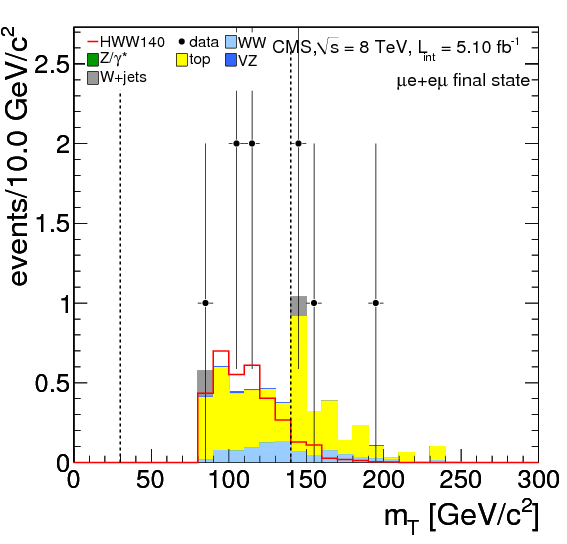 HWW140 data WW CMS,√s = 8 TeV, L_int = 5.10 fb⁻¹
Z/γ* top VZ
W+jets μe+eμ final state
events/10.0 GeV/c²
2.5
2
1.5
1
0.5
0
0 50 100 150 200 250 300
m_T [GeV/c²]